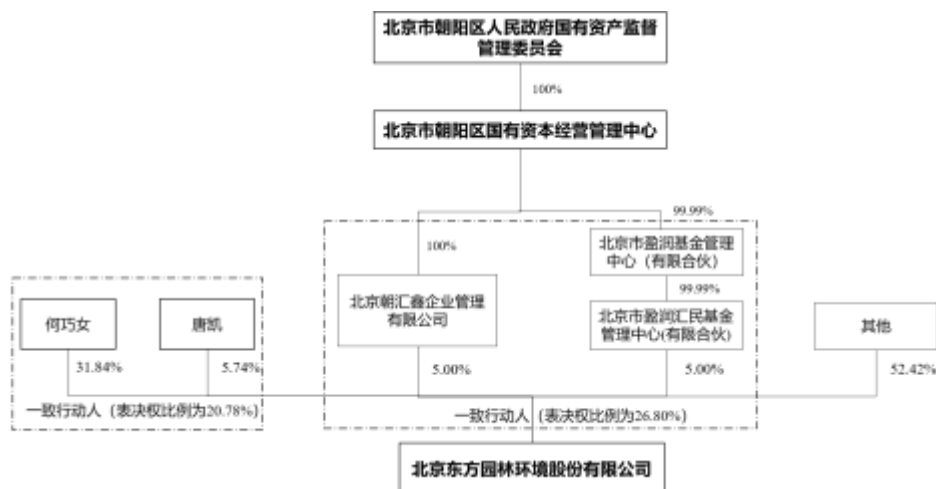 北京市朝阳区人民政府国有资产监督
管理委员会
100%
北京市朝阳区国有资本经营管理中心
99.99%
100%
北京市盈润基金管理
中心（有限合伙）
99.99%
北京朝汇鑫企业管理
有限公司
北京市盈润汇民基金
管理中心(有限合伙)
何巧女
唐凯
其他
31.84%
5.74%
5.00%
5.00%
52.42%
一致行动人（表决权比例为20.78%）
一致行动人（表决权比例为26.80%）
北京东方园林环境股份有限公司